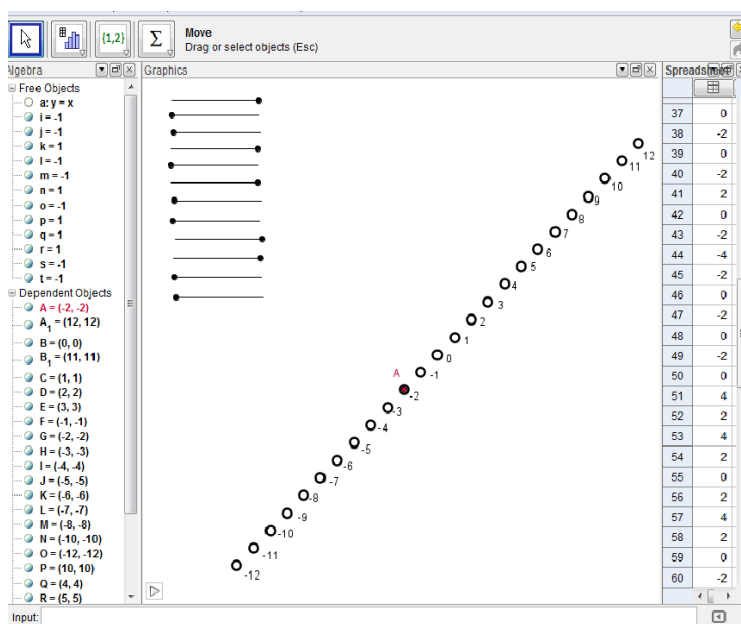 {1,2}
Σ
Move
Drag or select objects (Esc)
Algebra
Graphics
Free Objects
a: y = x
i = -1
j = -1
k = 1
l = -1
m = -1
n = 1
o = -1
p = 1
q = 1
r = 1
s = -1
t = -1
Dependent Objects
A = (-2, -2)
A1 = (12, 12)
B = (0, 0)
B1 = (11, 11)
C = (1, 1)
D = (2, 2)
E = (3, 3)
F = (-1, -1)
G = (-2, -2)
H = (-3, -3)
I = (-4, -4)
J = (-5, -5)
K = (-6, -6)
L = (-7, -7)
M = (-8, -8)
N = (-10, -10)
O = (-12, -12)
P = (10, 10)
Q = (4, 4)
R = (5, 5)
12
11
10
9
8
7
6
5
4
3
2
1
0
-1
A
-2
-3
-4
-5
-6
-7
-8
-9
-10
-11
-12
37 0
38 -2
39 0
40 -2
41 2
42 0
43 -2
44 -4
45 -2
46 0
47 -2
48 0
49 -2
50 0
51 4
52 2
53 4
54 2
55 0
56 2
57 4
58 2
59 0
60 -2
Input: